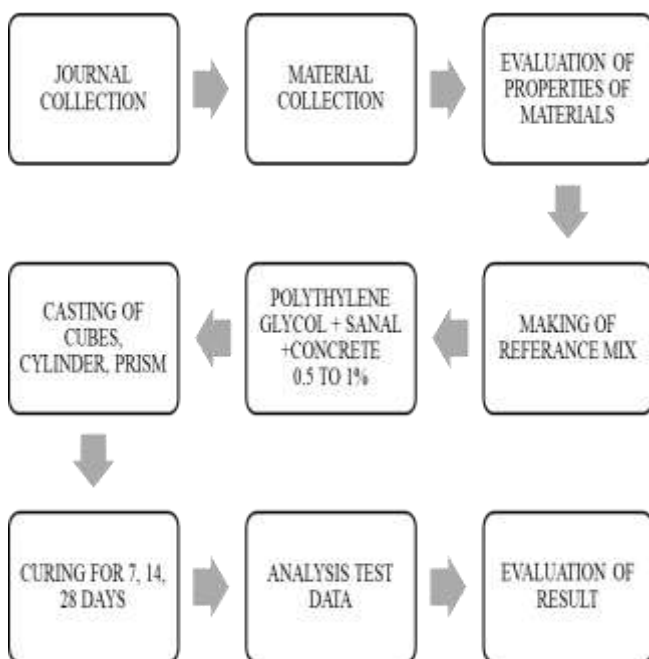 JOURNAL
COLLECTION
MATERIAL
COLLECTION
EVALUATION OF
PROPERTIES OF
MATERIALS
MAKING OF
REFERANCE MIX
POLYTHYLENE
GLYCOL + SANAL
+CONCRETE
0.5 TO 1%
CASTING OF
CUBES,
CYLINDER, PRISM
CURING FOR 7, 14,
28 DAYS
ANALYSIS TEST
DATA
EVALUATION OF
RESULT